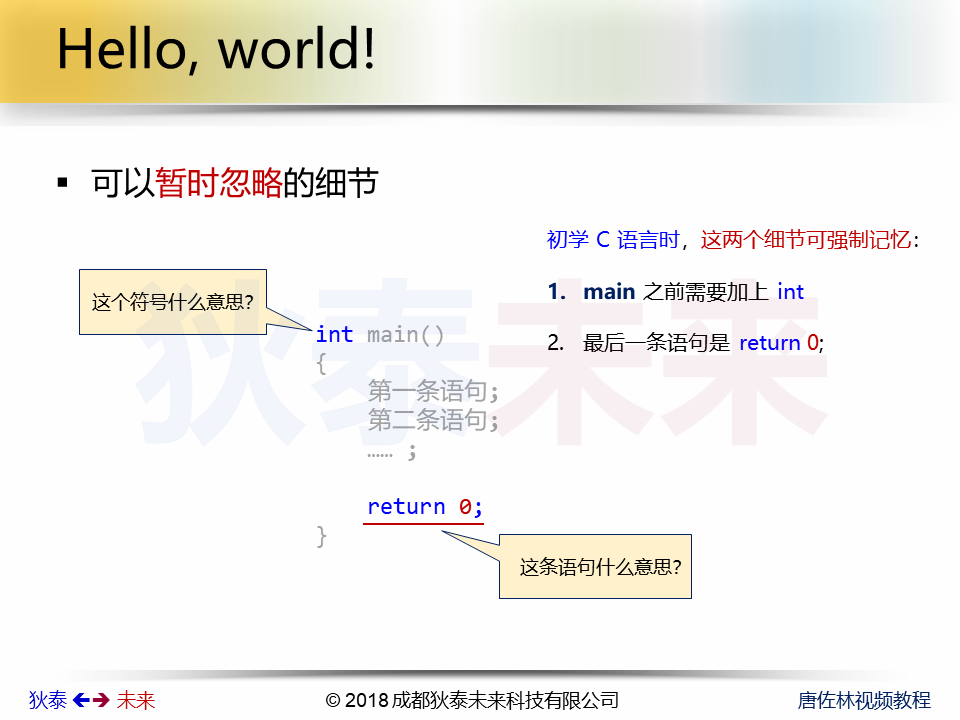 Hello, world!
▪ 可以暂时忽略的细节
初学 C 语言时，这两个细节可强制记忆：
1. main 之前需要加上 int
2. 最后一条语句是 return 0;
这个符号什么意思?
int main()
{
第一条语句;
第二条语句;
…… ;
return 0;
}
这条语句什么意思?
狄泰未来
狄泰 未来
© 2018 成都狄泰未来科技有限公司
唐佐林视频教程